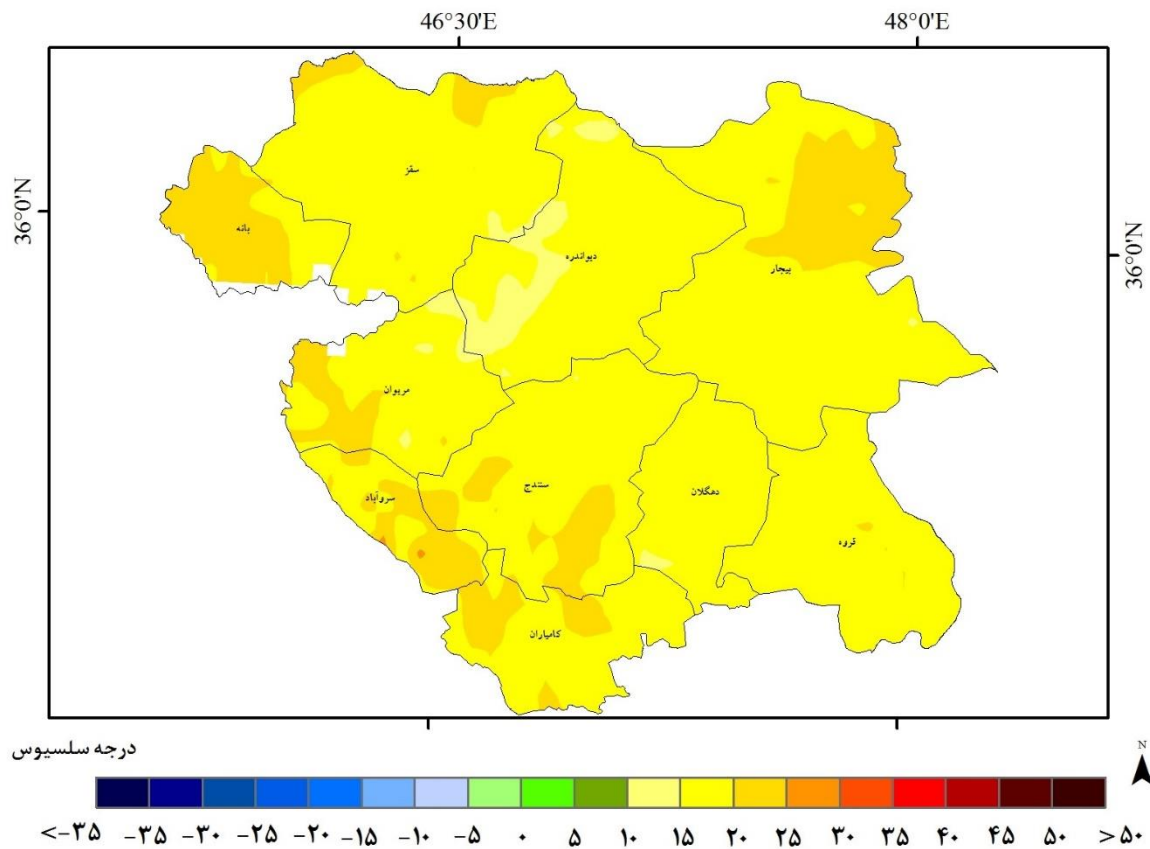 46°30'E
48°0'E
36°0'N
36°0'N
سقز
بانه
دیواندره
بیجار
مریوان
سنندج
دهگلان
سروآباد
قروه
کامیاران
درجه سلسیوس
N
<-۳۵ -۳۵ -۳۰ -۲۵ -۲۰ -۱۵ -۱۰ -۵ ۰ ۵ ۱۰ ۱۵ ۲۰ ۲۵ ۳۰ ۳۵ ۴۰ ۴۵ ۵۰ >۵۰